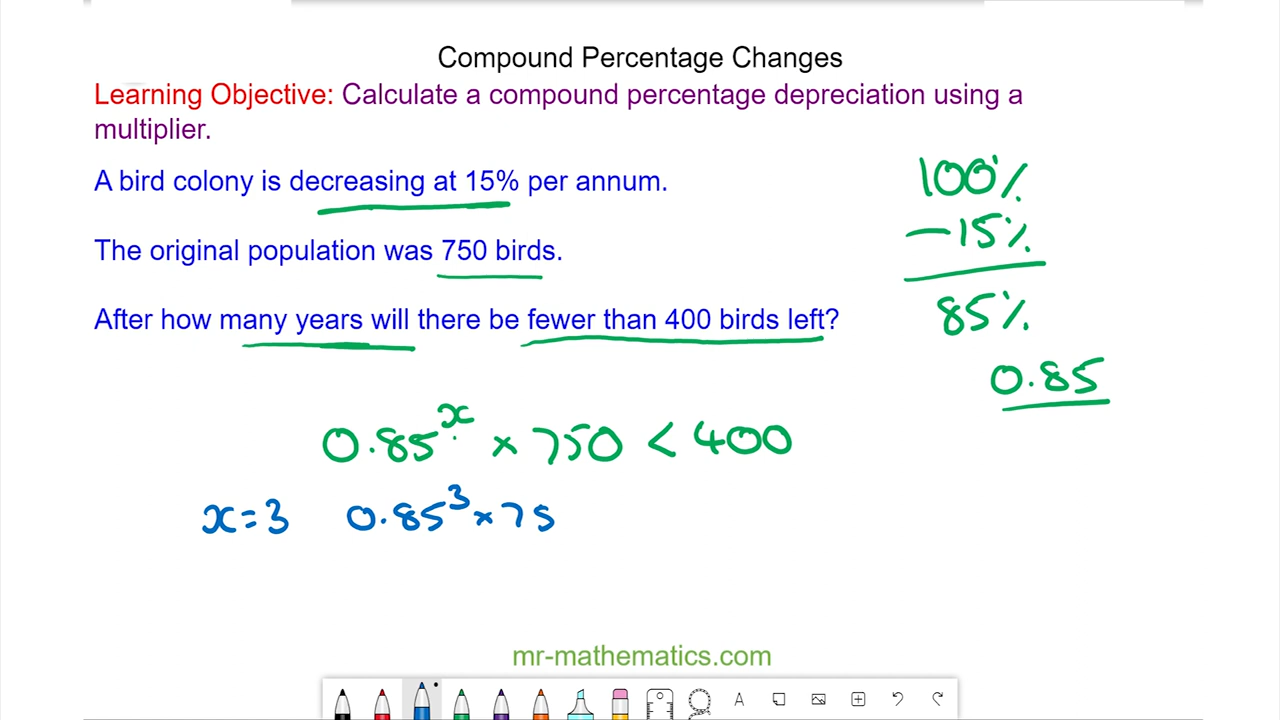 Compound Percentage Changes
Learning Objective: Calculate a compound percentage depreciation using a
multiplier.
A bird colony is decreasing at 15% per annum.
The original population was 750 birds.
After how many years will there be fewer than 400 birds left?
100%
-15%
85%
0.85
0.85^x × 750 < 400
x=3 0.85^3 × 75
mr-mathematics.com
A